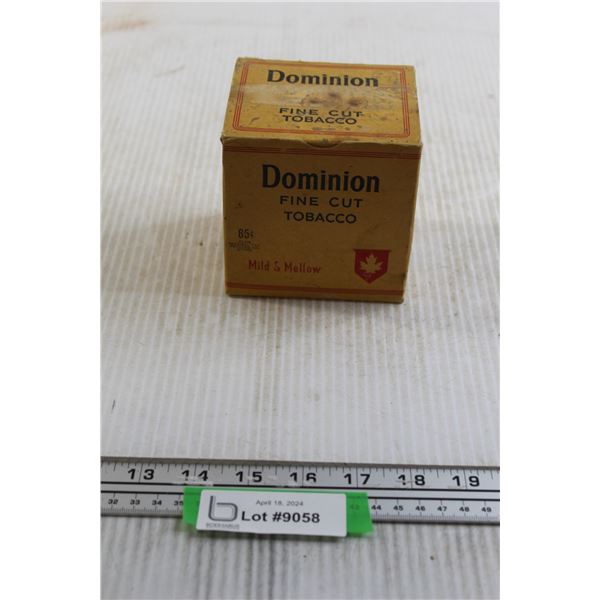 Dominion
FINE CUT
TOBACCO
Dominion
FINE CUT
TOBACCO
85¢
Mild & Mellow
13 14 15 16 17 18 19
32 33 34 35 43 44 45 46 47 48 49
April 18, 2024
Lot #9058